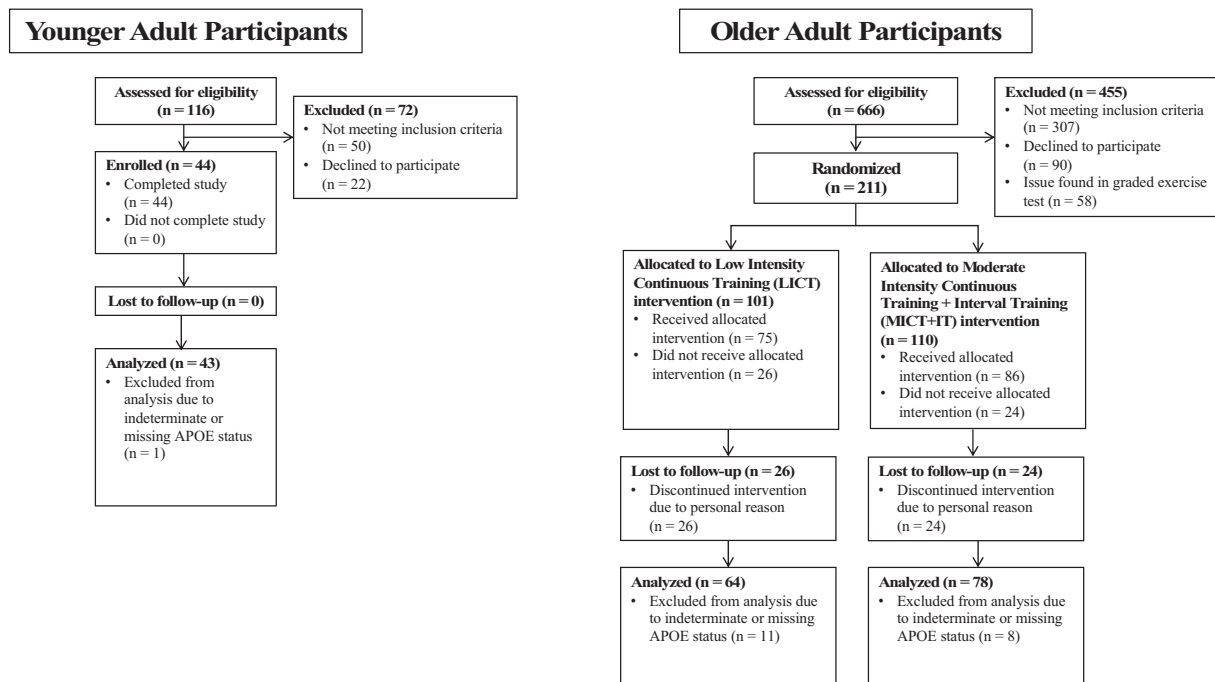 Younger Adult Participants
Assessed for eligibility
(n = 116)
Excluded (n = 72)
• Not meeting inclusion criteria
(n = 50)
• Declined to participate
(n = 22)
Enrolled (n = 44)
• Completed study
(n = 44)
• Did not complete study
(n = 0)
Lost to follow-up (n = 0)
Analyzed (n = 43)
• Excluded from
analysis due to
indeterminate or
missing APOE status
(n = 1)
Older Adult Participants
Assessed for eligibility
(n = 666)
Excluded (n = 455)
• Not meeting inclusion criteria
(n = 307)
• Declined to participate
(n = 90)
• Issue found in graded exercise
test (n = 58)
Randomized
(n = 211)
Allocated to Low Intensity
Continuous Training (LICT)
intervention (n = 101)
• Received allocated
intervention (n = 75)
• Did not receive allocated
intervention (n = 26)
Allocated to Moderate
Intensity Continuous
Training + Interval Training
(MICT+IT) intervention
(n = 110)
• Received allocated
intervention (n = 86)
• Did not receive allocated
intervention (n = 24)
Lost to follow-up (n = 26)
• Discontinued intervention
due to personal reason
(n = 26)
Lost to follow-up (n = 24)
• Discontinued intervention
due to personal reason
(n = 24)
Analyzed (n = 64)
• Excluded from analysis due
to indeterminate or missing
APOE status (n = 11)
Analyzed (n = 78)
• Excluded from analysis due
to indeterminate or missing
APOE status (n = 8)